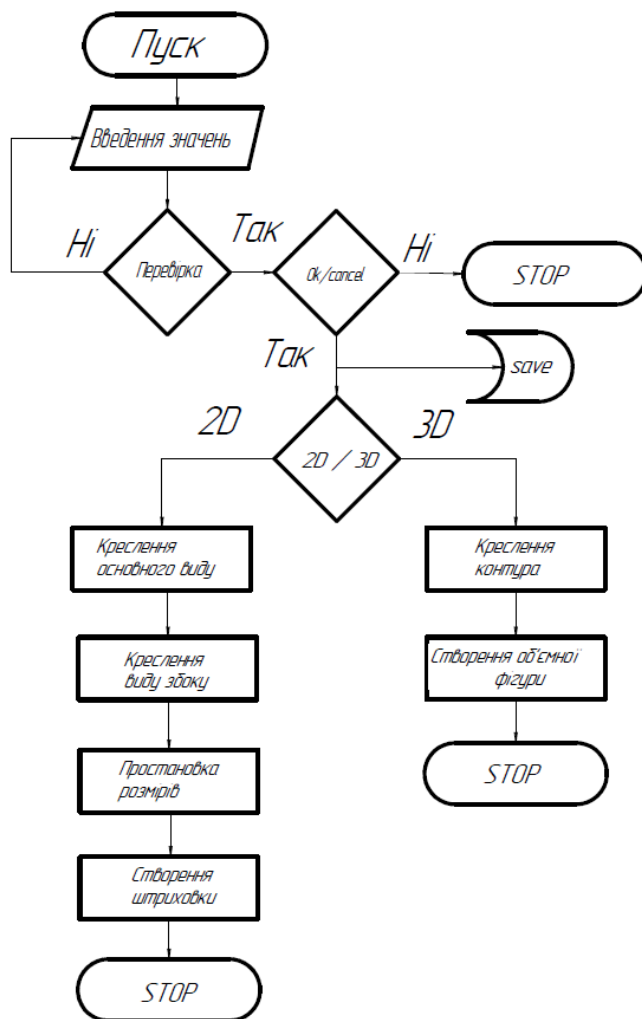 Пуск
Введення значень
Ні
Перевірка
Так
Ok/cancel
Ні
STOP
Так
save
2D
2D / 3D
3D
Креслення
основного виду
Креслення
контура
Креслення
виду збоку
Створення об'ємної
фігури
Простановка
розмірів
STOP
Створення
штриховки
STOP